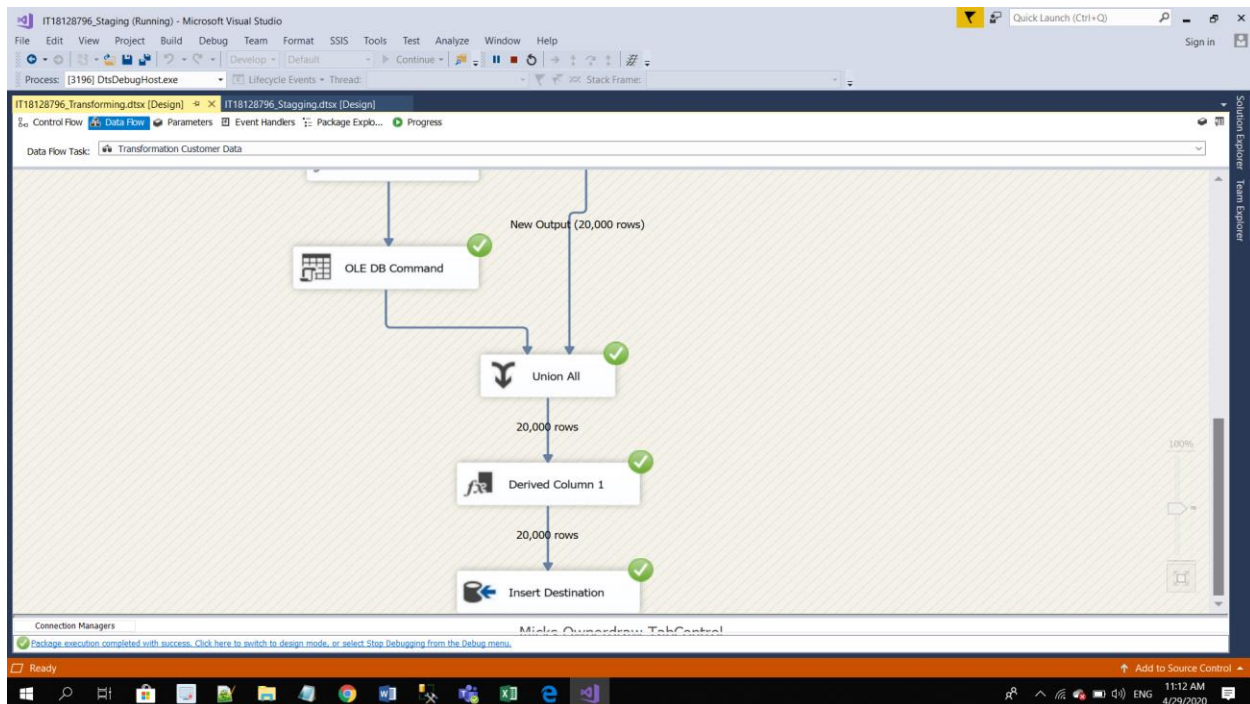 IT18128796_Staging (Running) - Microsoft Visual Studio
Quick Launch (Ctrl+Q)
File Edit View Project Build Debug Team Format SSIS Tools Test Analyze Window Help
Sign in
Develop Default Continue
Process: [3196] DtsDebugHost.exe Lifecycle Events Thread: Stack Frame:
IT18128796_Transforming.dtsx [Design] IT18128796_Stagging.dtsx [Design]
Control Flow Data Flow Parameters Event Handlers Package Explo... Progress
Data Flow Task: Transformation Customer Data
Solution Explorer
Team Explorer
New Output (20,000 rows)
OLE DB Command
Union All
20,000 rows
100%
Derived Column 1
20,000 rows
Insert Destination
Connection Managers
Micks Ownerdraw TabControl
Package execution completed with success. Click here to switch to design mode, or select Stop Debugging from the Debug menu.
Ready
Add to Source Control
ENG
11:12 AM
4/29/2020